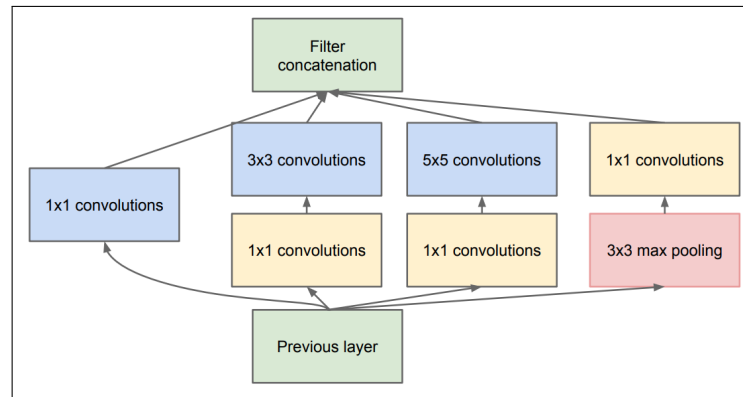 Filter
concatenation
3x3 convolutions
5x5 convolutions
1x1 convolutions
1x1 convolutions
1x1 convolutions
1x1 convolutions
3x3 max pooling
Previous layer